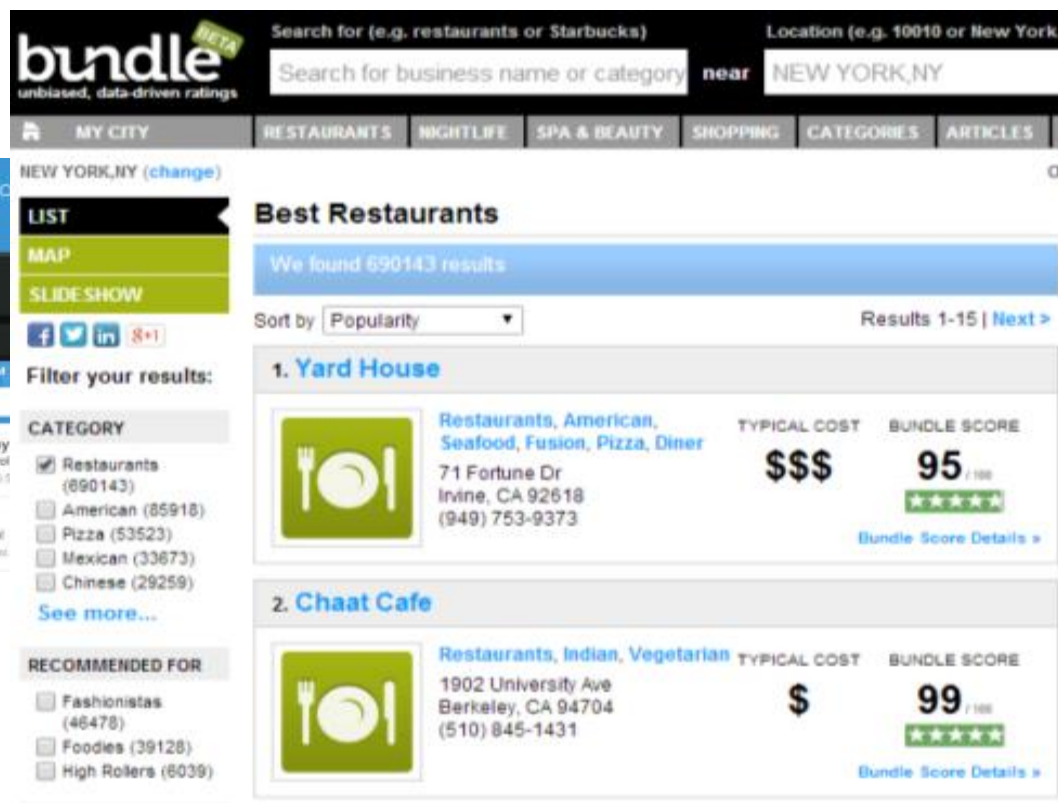 bundle BETA
unbiased, data-driven ratings
Search for (e.g. restaurants or Starbucks)
Search for business name or category
near
Location (e.g. 10010 or New York
NEW YORK,NY
MY CITY
RESTAURANTS
NIGHTLIFE
SPA & BEAUTY
SHOPPING
CATEGORIES
ARTICLES
NEW YORK,NY (change)
LIST
MAP
SLIDESHOW
Filter your results:
CATEGORY
Restaurants
(690143)
American (85918)
Pizza (53523)
Mexican (33673)
Chinese (29259)
See more...
RECOMMENDED FOR
Fashionistas
(46478)
Foodies (39128)
High Rollers (6039)
Best Restaurants
We found 690143 results
Sort by Popularity
Results 1-15 | Next >
1. Yard House
Restaurants, American,
Seafood, Fusion, Pizza, Diner
71 Fortune Dr
Irvine, CA 92618
(949) 753-9373
TYPICAL COST
$$$
BUNDLE SCORE
95 / 100
Bundle Score Details »
2. Chaat Cafe
Restaurants, Indian, Vegetarian
1902 University Ave
Berkeley, CA 94704
(510) 845-1431
TYPICAL COST
$
BUNDLE SCORE
99 / 100
Bundle Score Details »